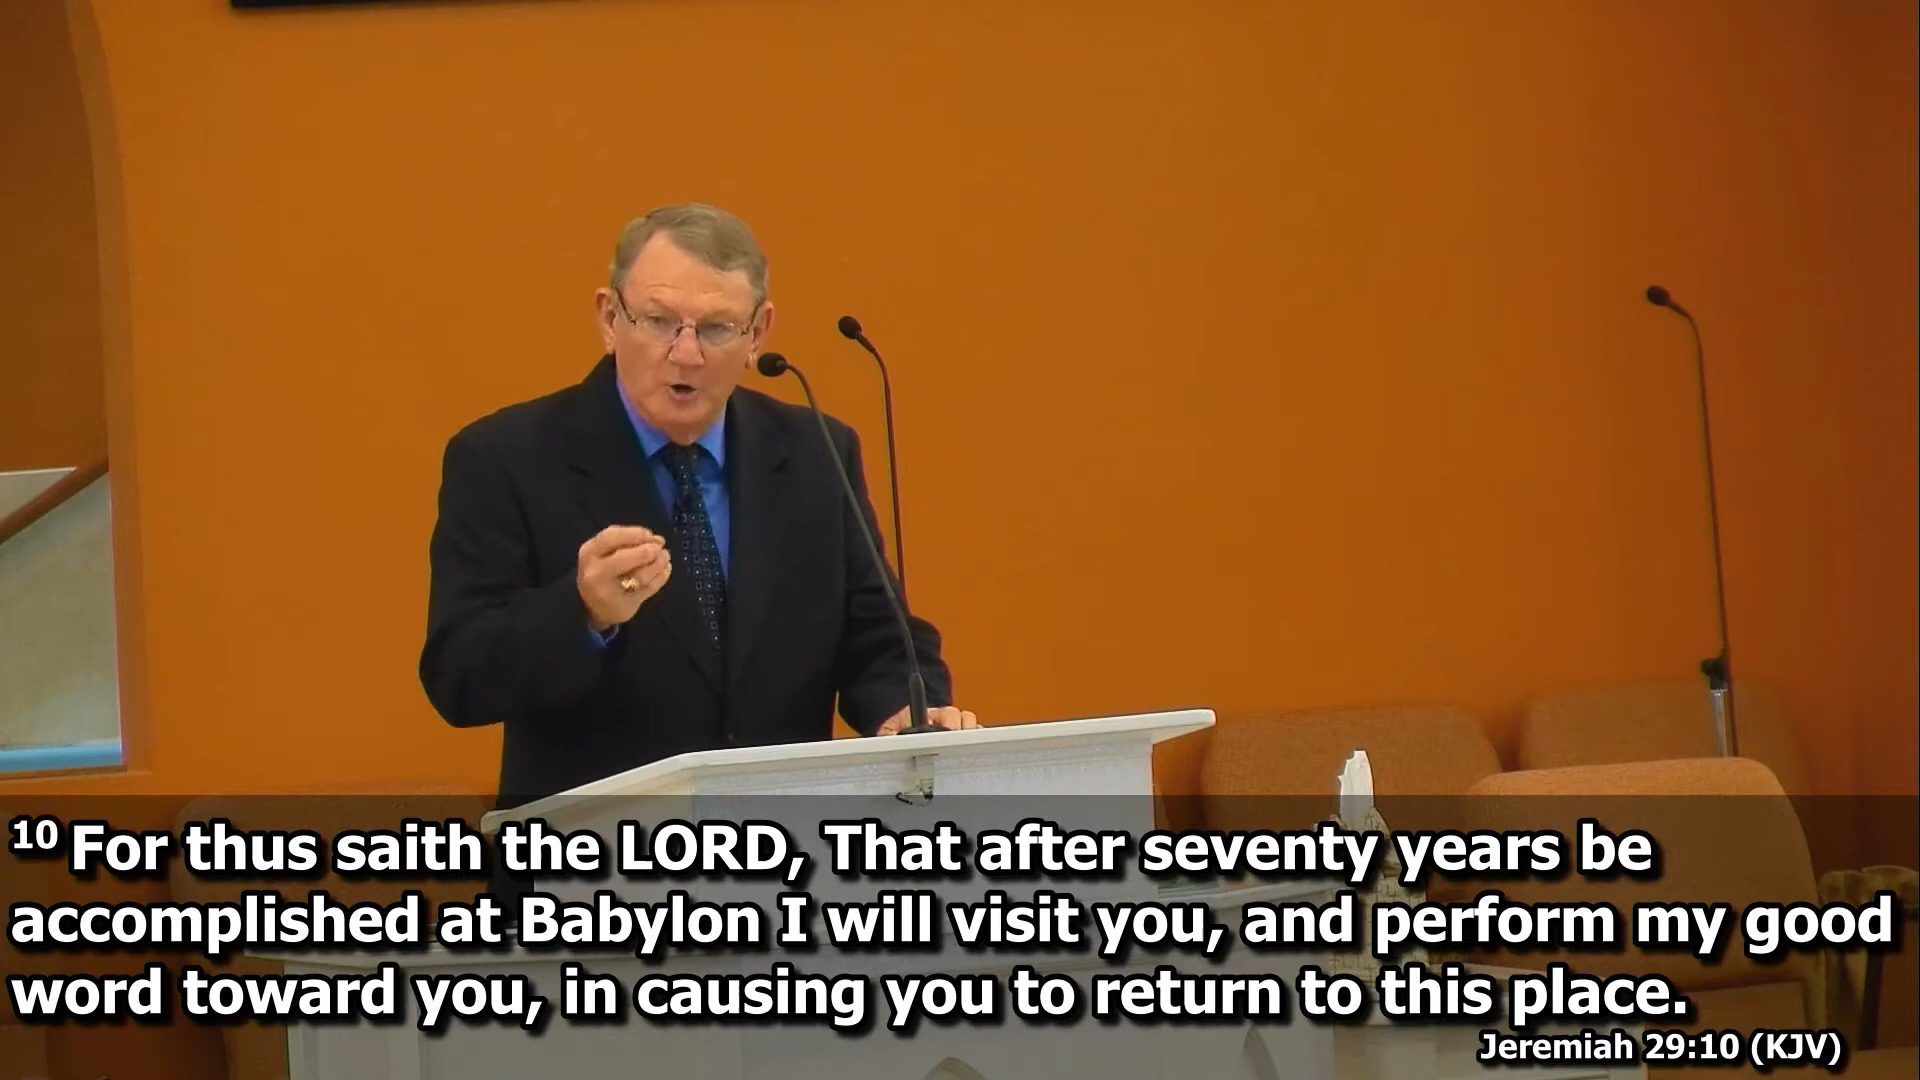 10 For thus saith the LORD, That after seventy years be
accomplished at Babylon I will visit you, and perform my good
word toward you, in causing you to return to this place.
Jeremiah 29:10 (KJV)